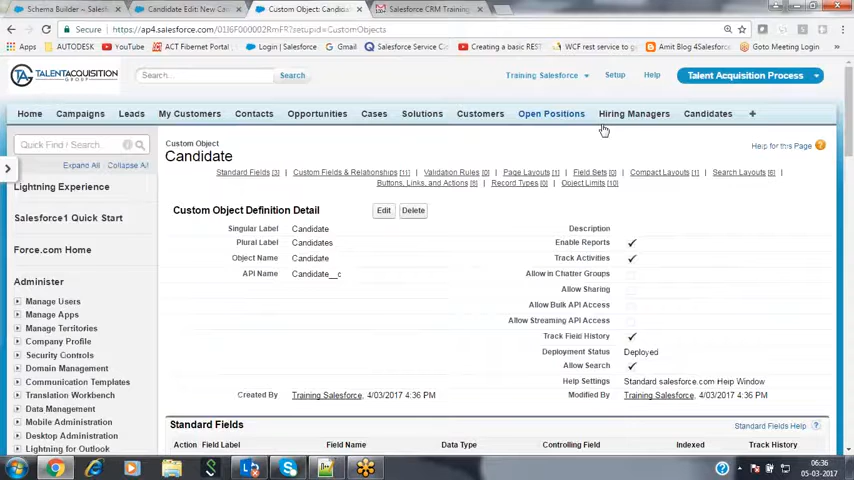 Schema Builder ~ Salesf
Candidate Edit: New Can
Custom Object: Candida
Salesforce CRM Training
Secure
https://ap4.salesforce.com/
?setupid=CustomObjects
Apps AUTODESK YouTube ACT Fibernet Portal Login | Salesforce Qualification Salesforce Service C Creating a basic REST WCF rest service to g Amit Blog 4Salesforce Goto Meeting Login
TALENTACQUISITION
GROUP
Search...
Search
Training Salesforce
Setup
Help
Talent Acquisition Process
Home Campaigns Leads My Customers Contacts Opportunities Cases Solutions Customers Open Positions Hiring Managers Candidates +
Quick Find / Search...
Expand All | Collapse All
Lightning Experience
Salesforce1 Quick Start
Force.com Home
Administer
Manage Users
Manage Apps
Manage Territories
Company Profile
Security Controls
Domain Management
Communication Templates
Translation Workbench
Data Management
Mobile Administration
Desktop Administration
Lightning for Outlook
Custom Object
Candidate
Help for this Page
Standard Fields [3] | Custom Fields & Relationships [11] | Validation Rules [0] | Page Layouts [1] | Field Sets [0] | Compact Layouts [1] | Search Layouts [6] |
Buttons, Links, and Actions [8] | Record Types [0] | Object Limits [10]
Custom Object Definition Detail
Edit
Delete
Singular Label Candidate
Description
Plural Label Candidates
Enable Reports
Object Name Candidate
Track Activities
API Name Candidate__c
Allow in Chatter Groups
Allow Sharing
Allow Bulk API Access
Allow Streaming API Access
Track Field History
Deployment Status Deployed
Allow Search
Help Settings Standard salesforce.com Help Window
Created By Training Salesforce, 4/03/2017 4:36 PM
Modified By Training Salesforce, 4/03/2017 4:36 PM
Standard Fields
Standard Fields Help
Action Field Label Field Name Data Type Controlling Field Indexed Track History
06:36
05-03-2017